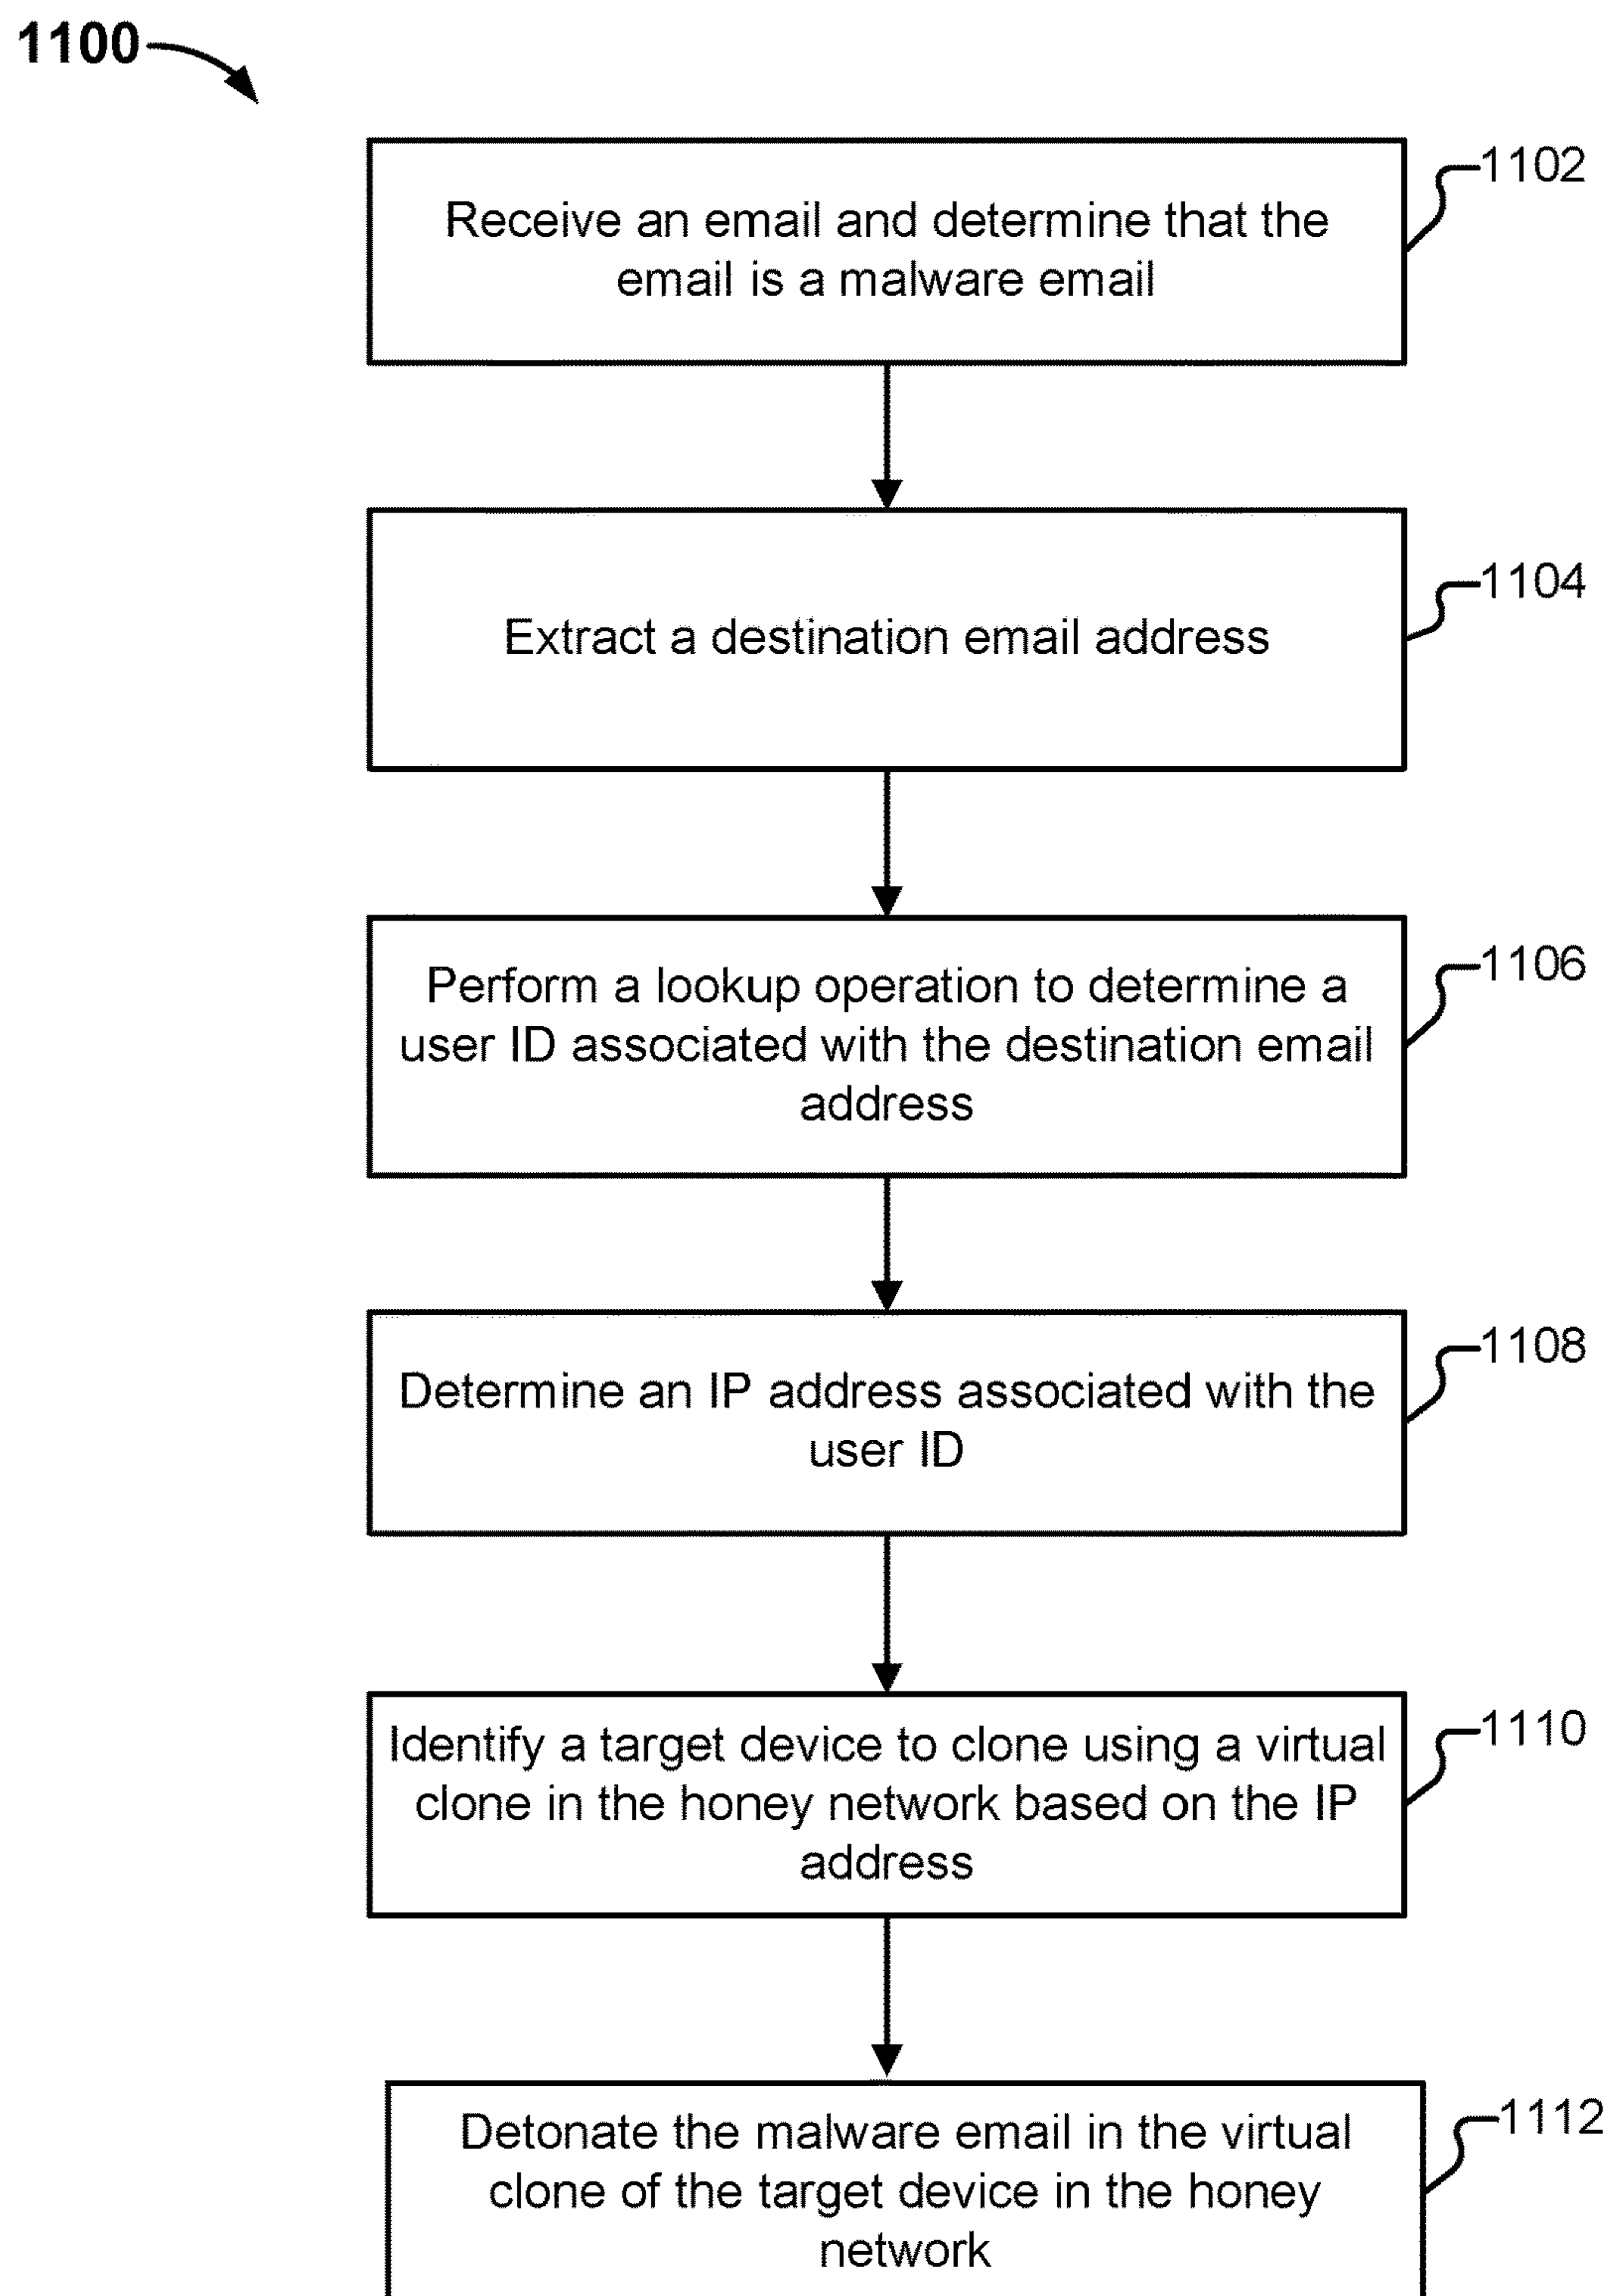 1100
Receive an email and determine that the
email is a malware email
1102
Extract a destination email address
1104
Perform a lookup operation to determine a
user ID associated with the destination email
address
1106
Determine an IP address associated with the
user ID
1108
Identify a target device to clone using a virtual
clone in the honey network based on the IP
address
1110
Detonate the malware email in the virtual
clone of the target device in the honey
network
1112